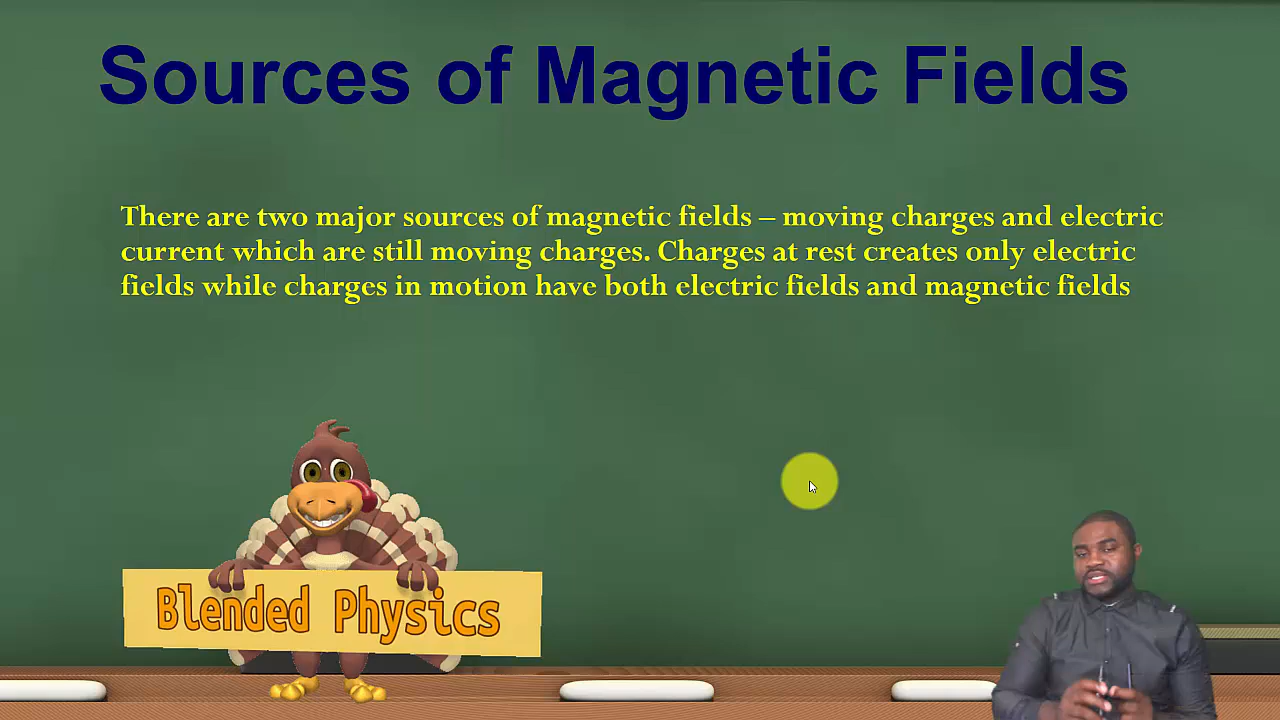 Sources of Magnetic Fields
There are two major sources of magnetic fields – moving charges and electric
current which are still moving charges. Charges at rest creates only electric
fields while charges in motion have both electric fields and magnetic fields
Blended Physics